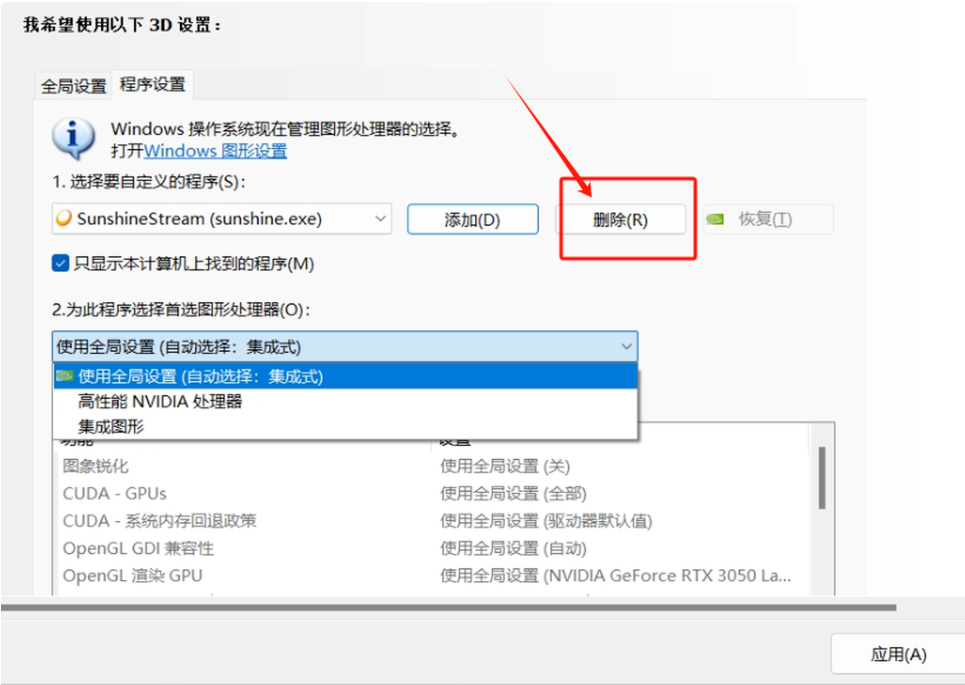 我希望使用以下 3D 设置：
全局设置 程序设置
Windows 操作系统现在管理图形处理器的选择。
打开Windows 图形设置
1. 选择要自定义的程序(S)：
SunshineStream (sunshine.exe) 添加(D) 删除(R) 恢复(T)
只显示本计算机上找到的程序(M)
2.为此程序选择首选图形处理器(O)：
使用全局设置 (自动选择：集成式)
使用全局设置 (自动选择：集成式)
高性能 NVIDIA 处理器
集成图形
功能 设置
图象锐化 使用全局设置 (关)
CUDA - GPUs 使用全局设置 (全部)
CUDA - 系统内存回退政策 使用全局设置 (驱动器默认值)
OpenGL GDI 兼容性 使用全局设置 (自动)
OpenGL 渲染 GPU 使用全局设置 (NVIDIA GeForce RTX 3050 La...
应用(A)